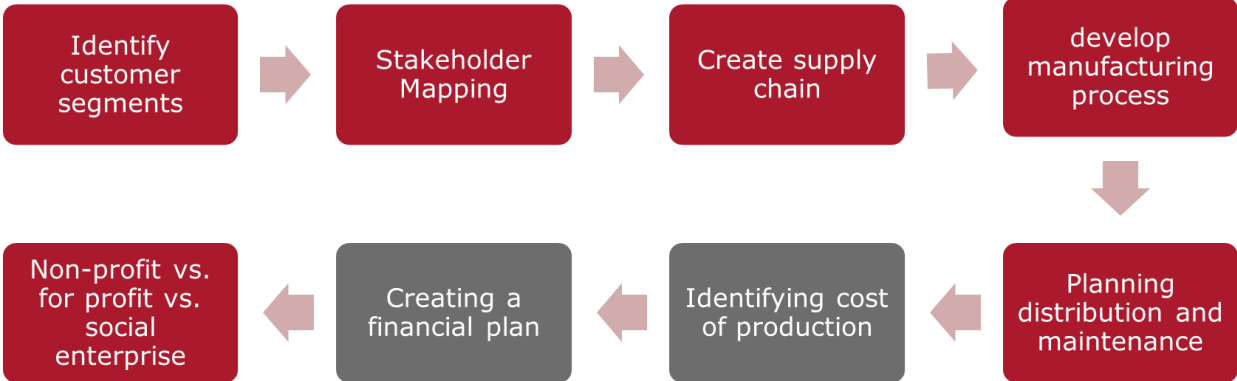 Identify
customer
segments
Stakeholder
Mapping
Create supply
chain
develop
manufacturing
process
Planning
distribution and
maintenance
Identifying cost
of production
Creating a
financial plan
Non-profit vs.
for profit vs.
social
enterprise